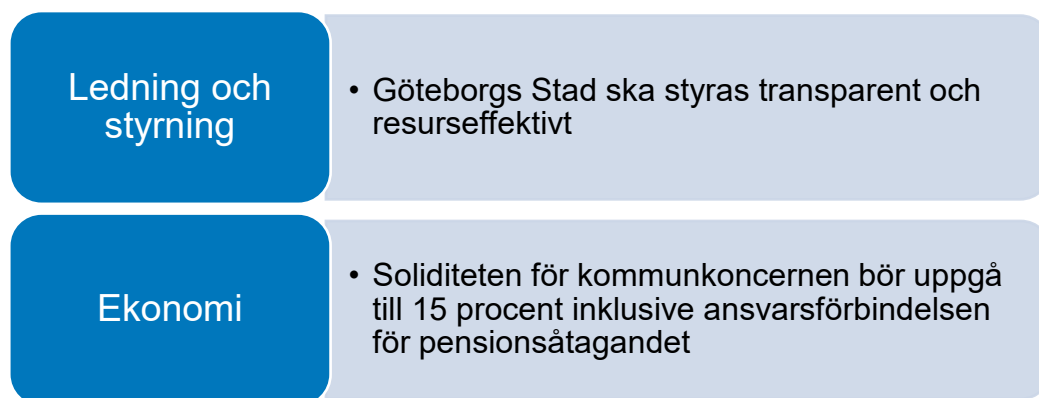 Ledning och
styrning
• Göteborgs Stad ska styras transparent och
resurseffektivt
Ekonomi
• Soliditeten för kommunkoncernen bör uppgå
till 15 procent inklusive ansvarsförbindelsen
för pensionsåtagandet